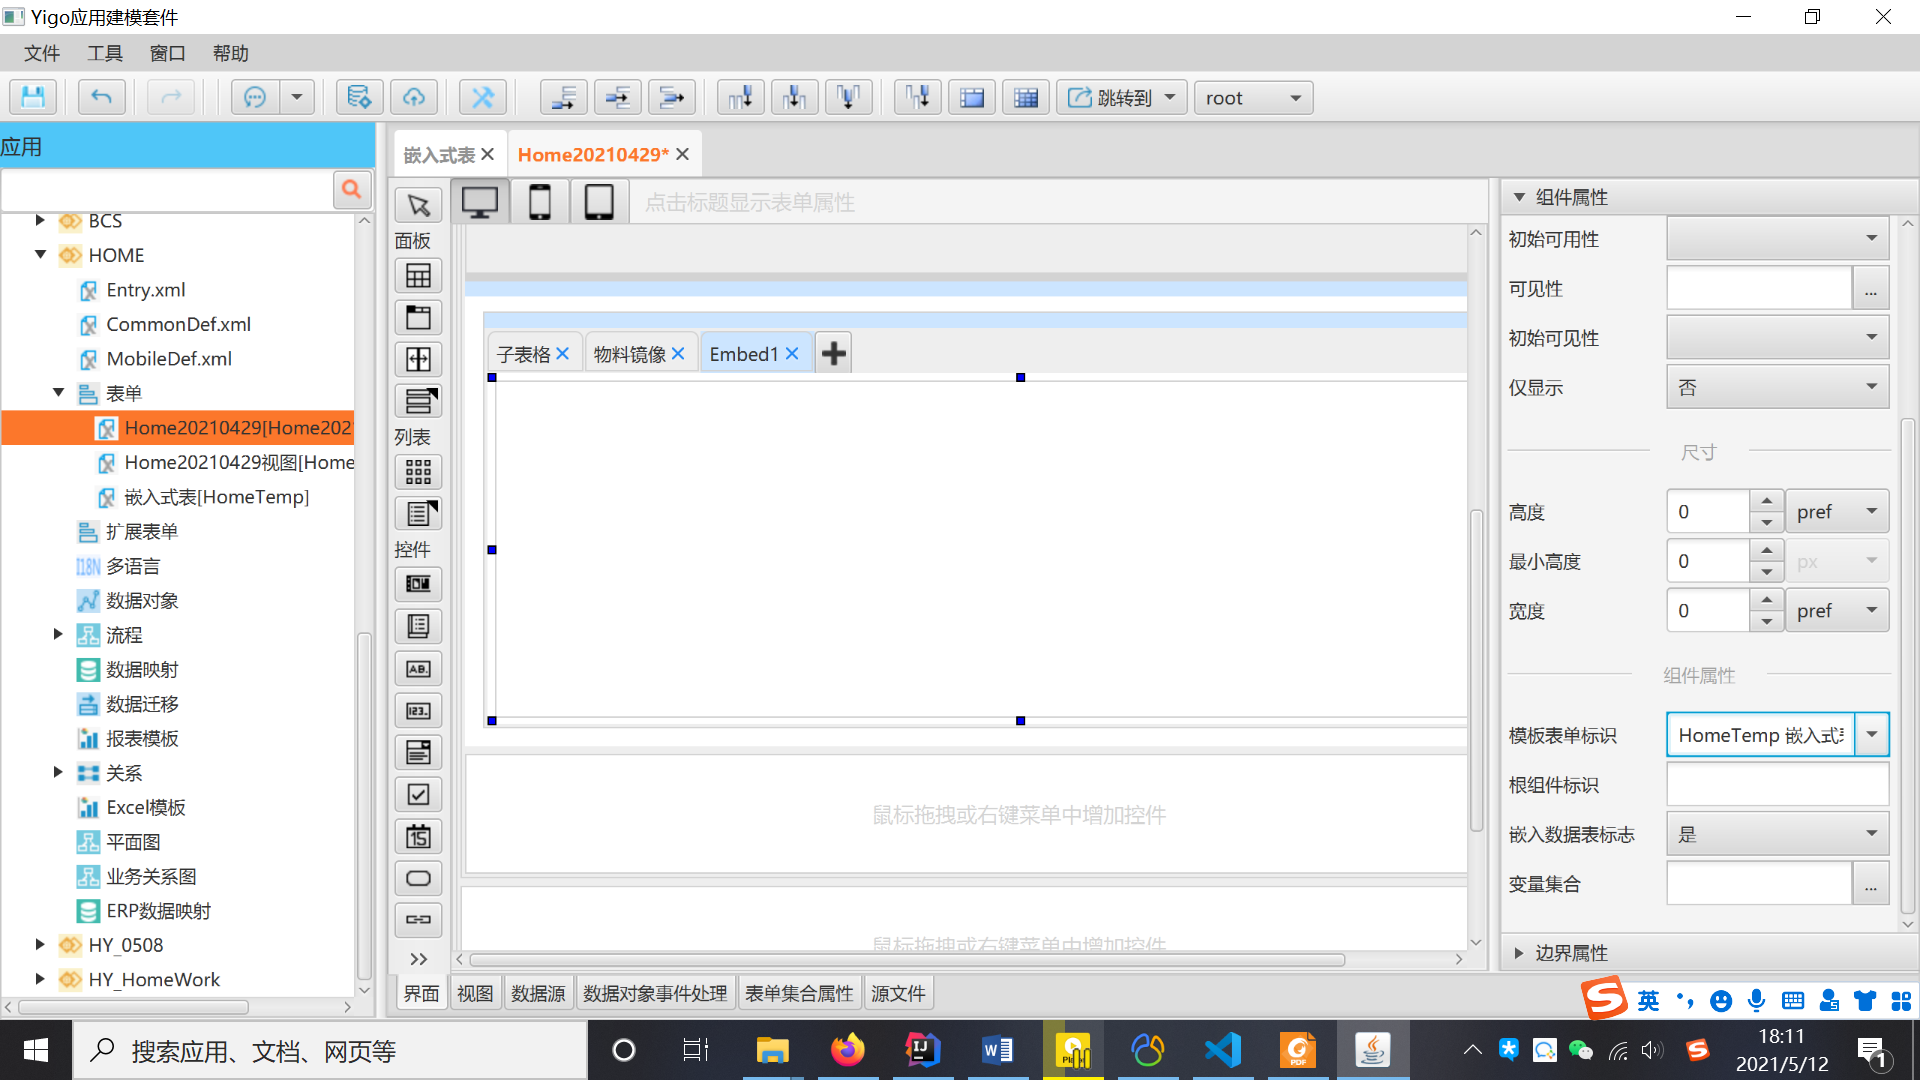 Yigo应用建模套件
文件 工具 窗口 帮助
跳转到 root
应用
BCS
HOME
Entry.xml
CommonDef.xml
MobileDef.xml
表单
Home20210429[Home202
Home20210429视图[Home
嵌入式表[HomeTemp]
扩展表单
I18N 多语言
数据对象
流程
数据映射
数据迁移
报表模板
关系
Excel模板
平面图
业务关系图
ERP数据映射
HY_0508
HY_HomeWork
嵌入式表 Home20210429*
点击标题显示表单属性
面板
列表
控件
AB.
123.
15
子表格 物料镜像 Embed1
鼠标拖拽或右键菜单中增加控件
鼠标拖拽或右键菜单中增加控件
界面 视图 数据源 数据对象事件处理 表单集合属性 源文件
组件属性
初始可用性
可见性 ...
初始可见性
仅显示 否
尺寸
高度 0 pref
最小高度 0 px
宽度 0 pref
组件属性
模板表单标识 HomeTemp 嵌入式
根组件标识
嵌入数据表标志 是
变量集合 ...
边界属性
英
搜索应用、文档、网页等
18:11
2021/5/12
1